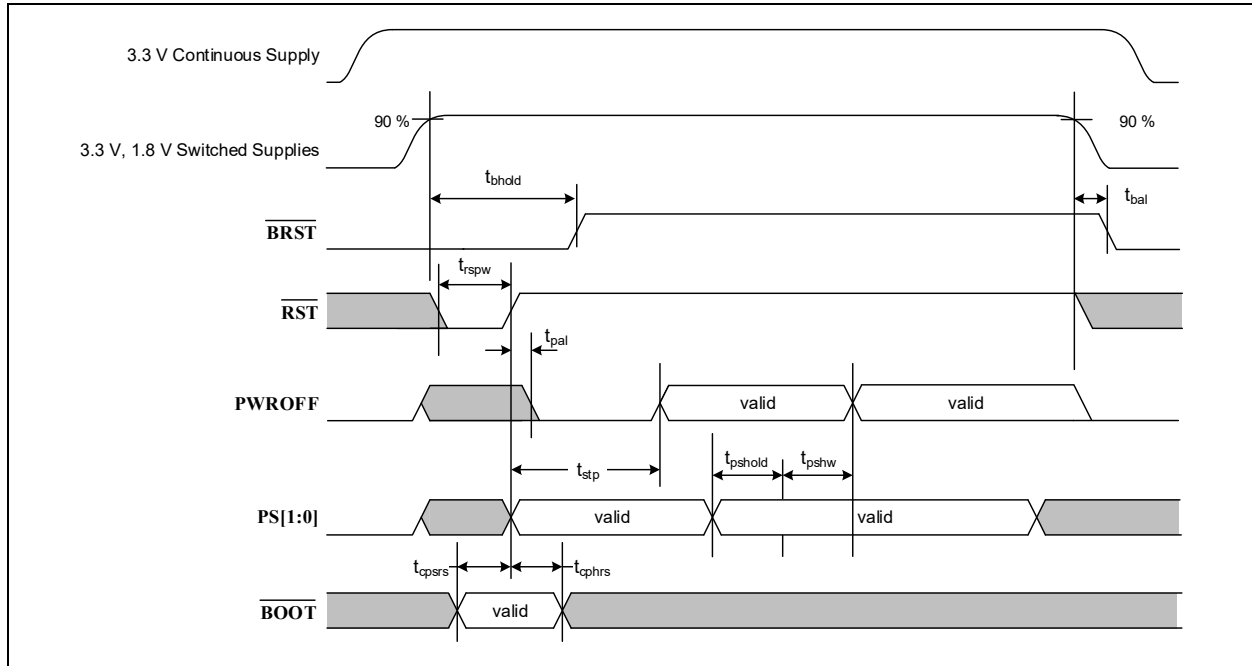 3.3 V Continuous Supply
90 %
90 %
3.3 V, 1.8 V Switched Supplies
tbhold
tbal
BRST
trspw
RST
tpal
PWROFF
valid
valid
tstp
tpshold
tpshw
PS[1:0]
valid
valid
tcpsrs
tcphrs
BOOT
valid